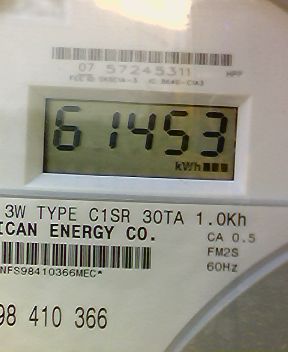 07 57245311 HPP
61453
kWh
3W TYPE C1SR 30TA 1.0Kh
ICAN ENERGY CO.
CA 0.5
FM2S
60Hz
NFS98410366MEC*
98 410 366